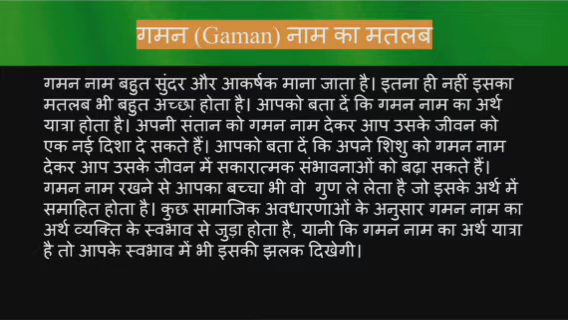 गमन (Gaman) नाम का मतलब
गमन नाम बहुत सुंदर और आकर्षक माना जाता है। इतना ही नहीं इसका
मतलब भी बहुत अच्छा होता है। आपको बता दें कि गमन नाम का अर्थ
यात्रा होता है। अपनी संतान को गमन नाम देकर आप उसके जीवन को
एक नई दिशा दे सकते हैं। आपको बता दें कि अपने शिशु को गमन नाम
देकर आप उसके जीवन में सकारात्मक संभावनाओं को बढ़ा सकते हैं।
गमन नाम रखने से आपका बच्चा भी वो गुण ले लेता है जो इसके अर्थ में
समाहित होता है। कुछ सामाजिक अवधारणाओं के अनुसार गमन नाम का
अर्थ व्यक्ति के स्वभाव से जुड़ा होता है, यानी कि गमन नाम का अर्थ यात्रा
है तो आपके स्वभाव में भी इसकी झलक दिखेगी।